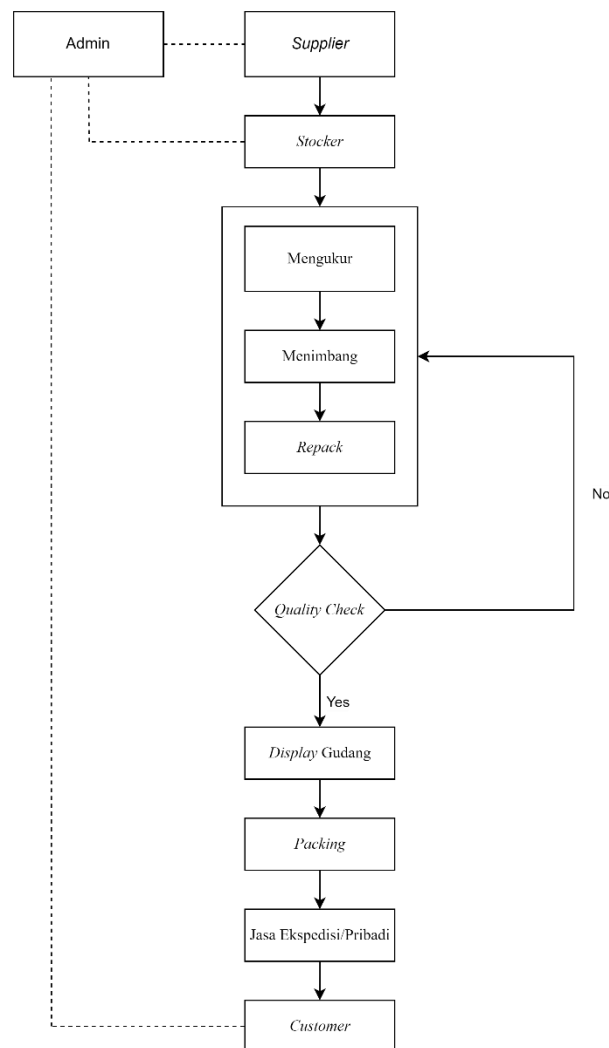 Admin
Supplier
Stocker
Mengukur
Menimbang
Repack
No
Quality Check
Yes
Display Gudang
Packing
Jasa Ekspedisi/Pribadi
Customer